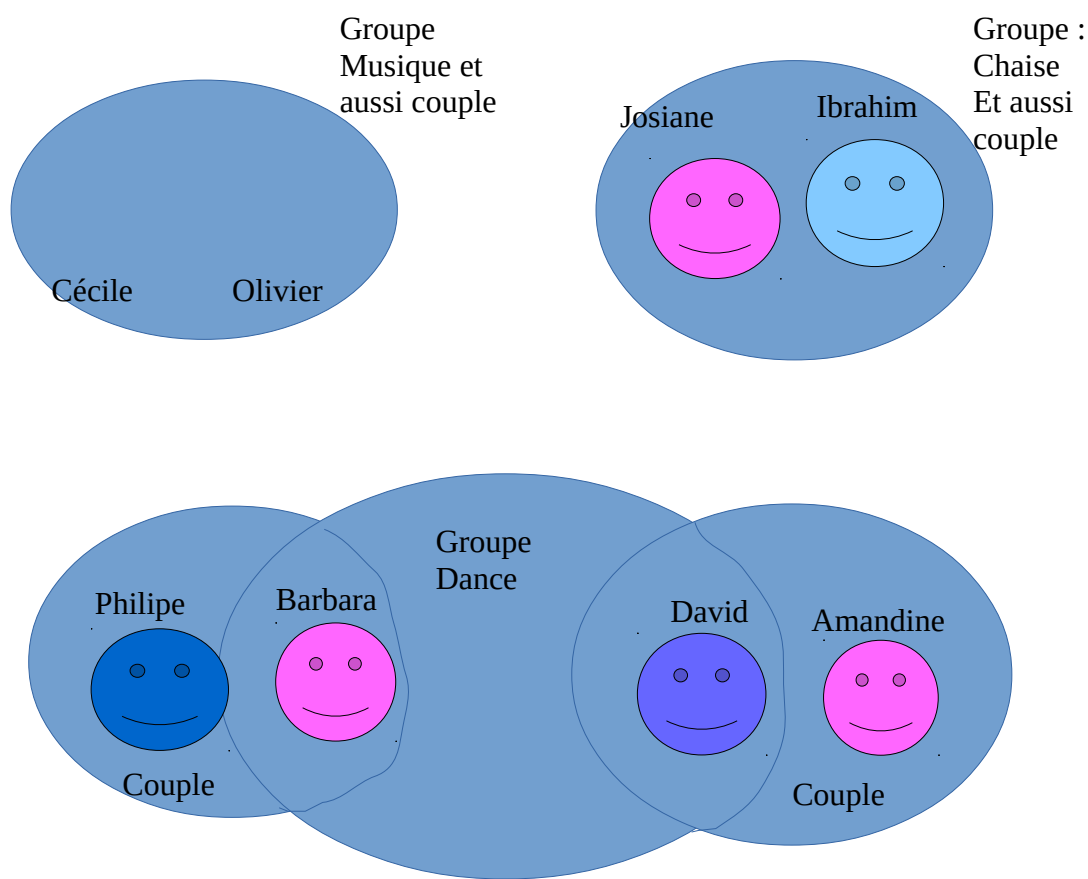 Groupe
Musique et
aussi couple
Groupe :
Chaise
Et aussi
couple
Josiane
Ibrahim
Cécile
Olivier
Groupe
Dance
Philipe
Barbara
David
Amandine
Couple
Couple